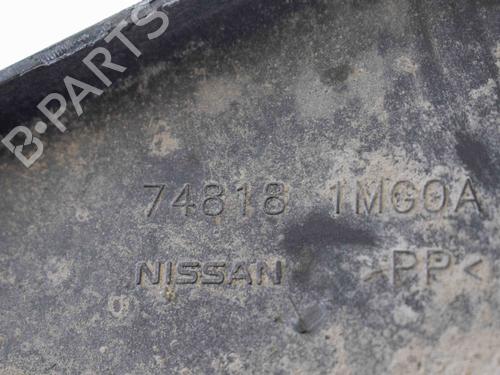 B-PARTS
74818 1MG0A
NISSAN >PP<